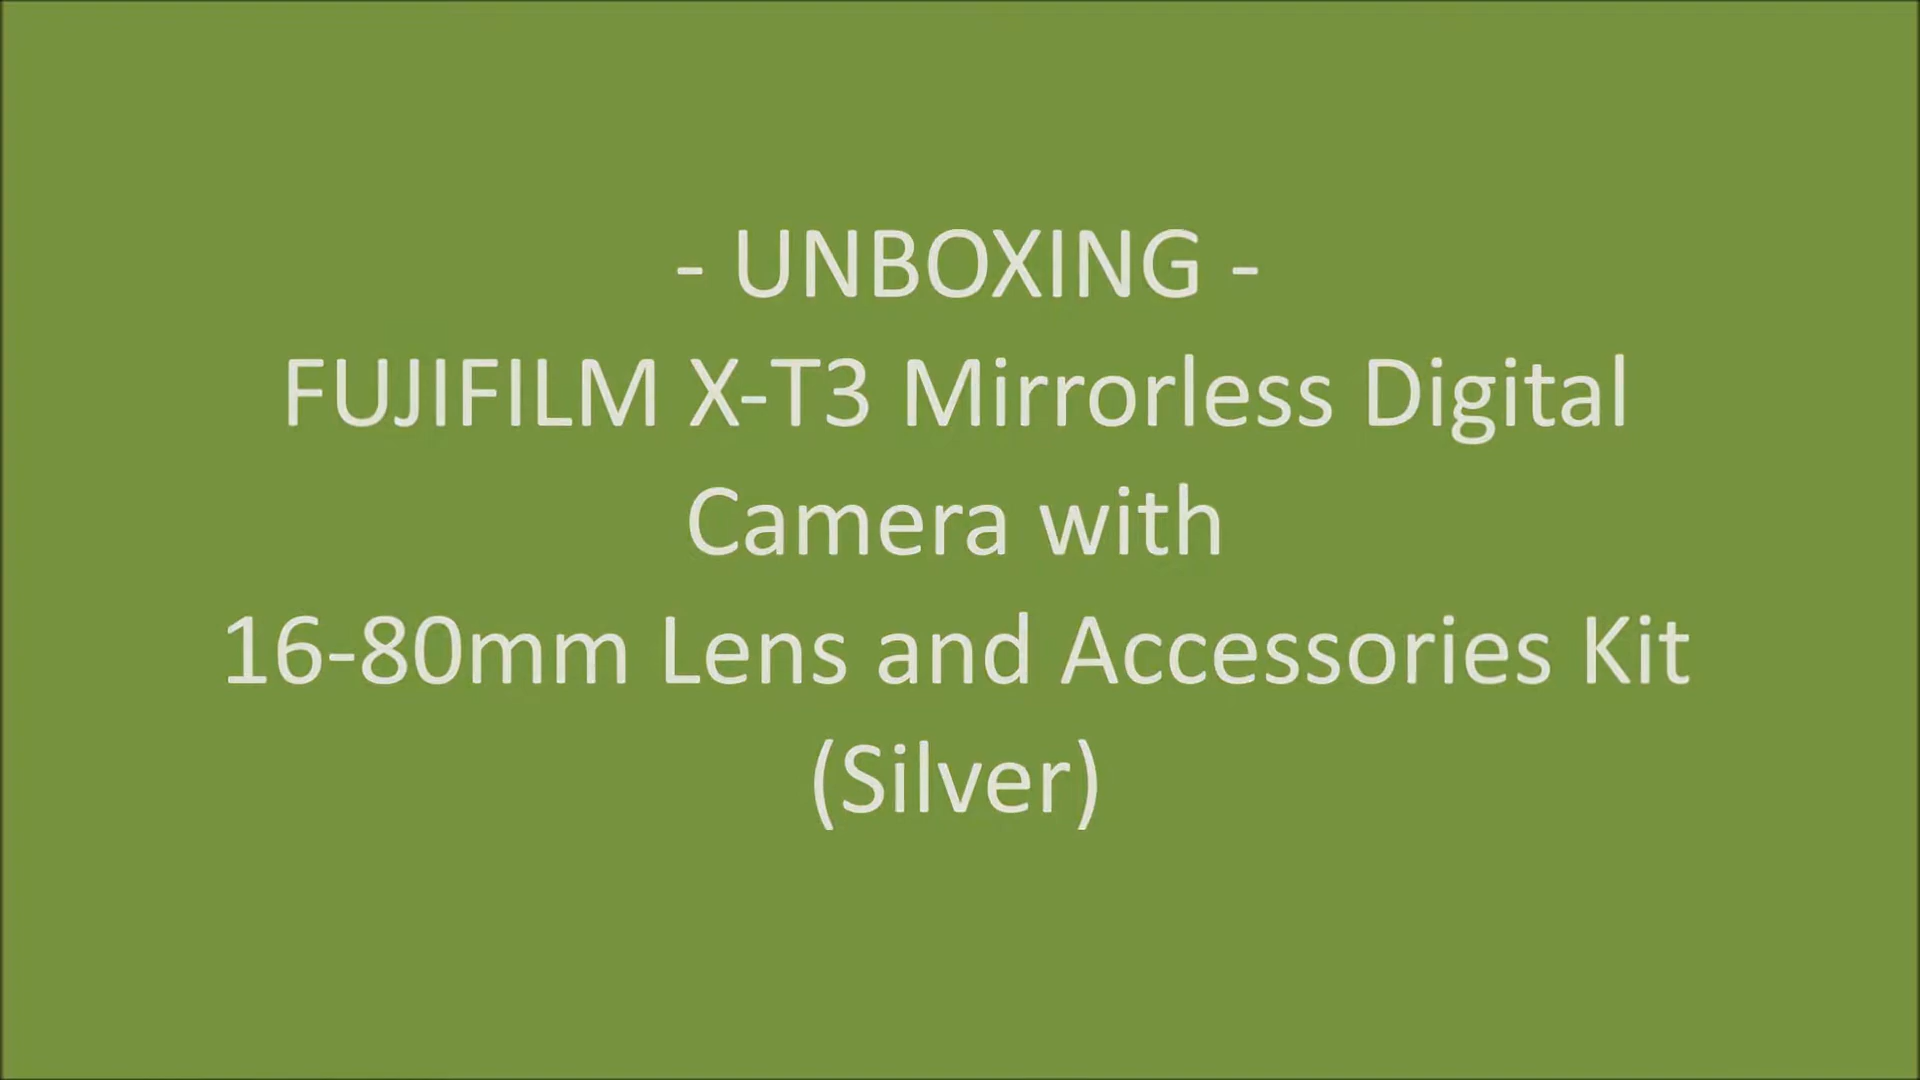 - UNBOXING -
FUJIFILM X-T3 Mirrorless Digital
Camera with
16-80mm Lens and Accessories Kit
(Silver)